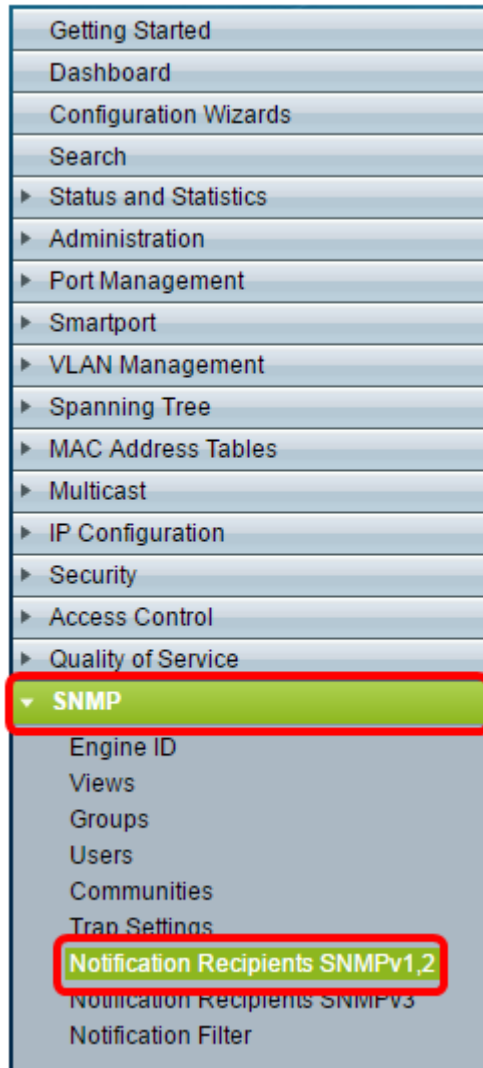 Getting Started
Dashboard
Configuration Wizards
Search
Status and Statistics
Administration
Port Management
Smartport
VLAN Management
Spanning Tree
MAC Address Tables
Multicast
IP Configuration
Security
Access Control
Quality of Service
SNMP
Engine ID
Views
Groups
Users
Communities
Trap Settings
Notification Recipients SNMPv1,2
Notification Recipients SNMPv3
Notification Filter